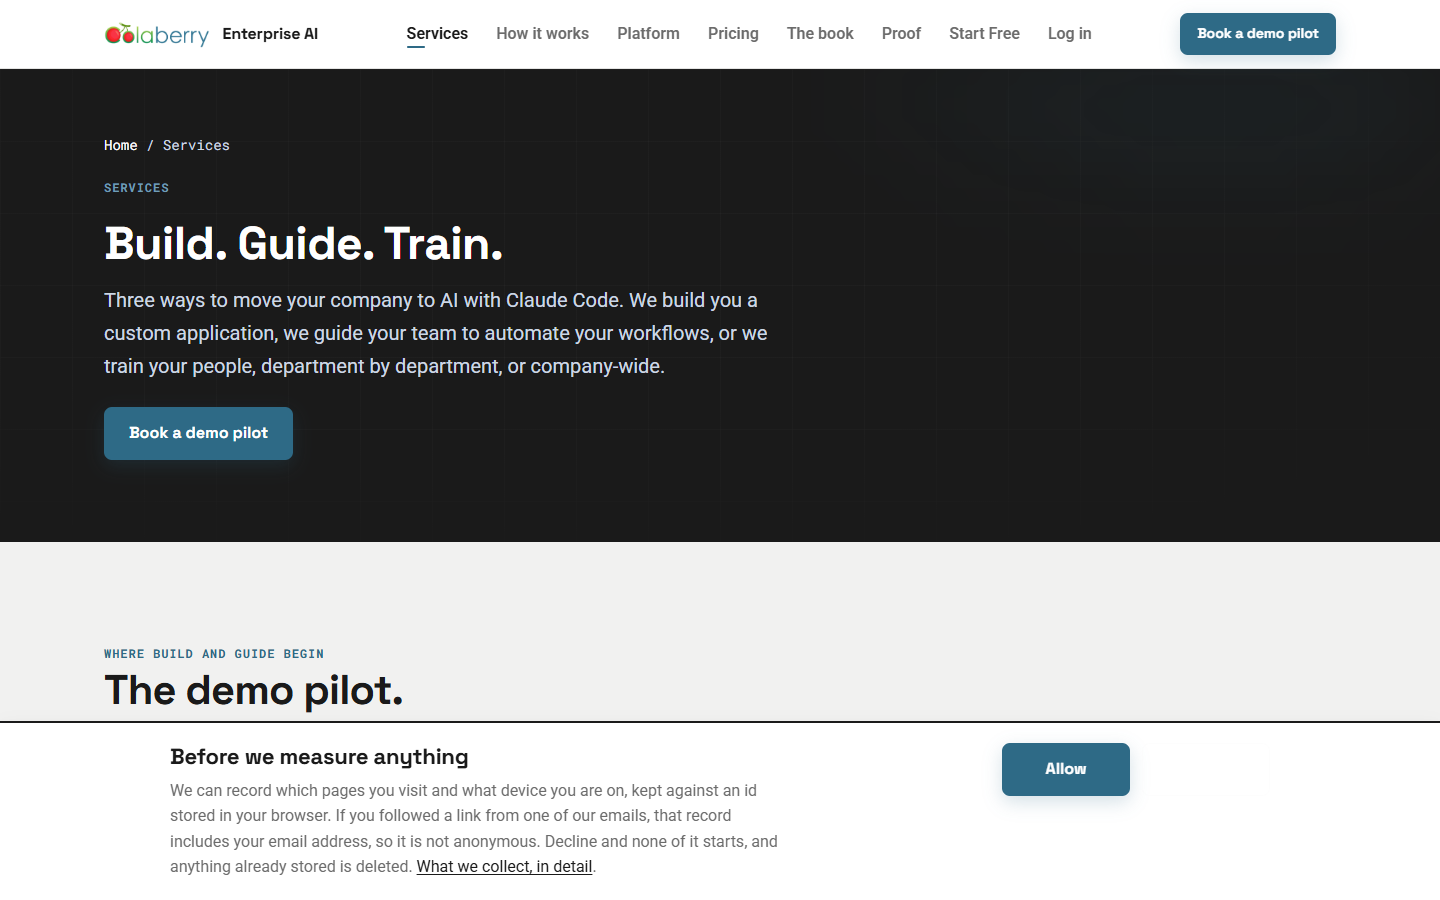 laberry Enterprise AI Services How it works Platform Pricing The book Proof Start Free Log in Book a demo pilot
Home / Services
SERVICES
Build. Guide. Train.
Three ways to move your company to AI with Claude Code. We build you a
custom application, we guide your team to automate your workflows, or we
train your people, department by department, or company-wide.
Book a demo pilot
WHERE BUILD AND GUIDE BEGIN
The demo pilot.
Before we measure anything
We can record which pages you visit and what device you are on, kept against an id
stored in your browser. If you followed a link from one of our emails, that record
includes your email address, so it is not anonymous. Decline and none of it starts, and
anything already stored is deleted. What we collect, in detail.
Allow